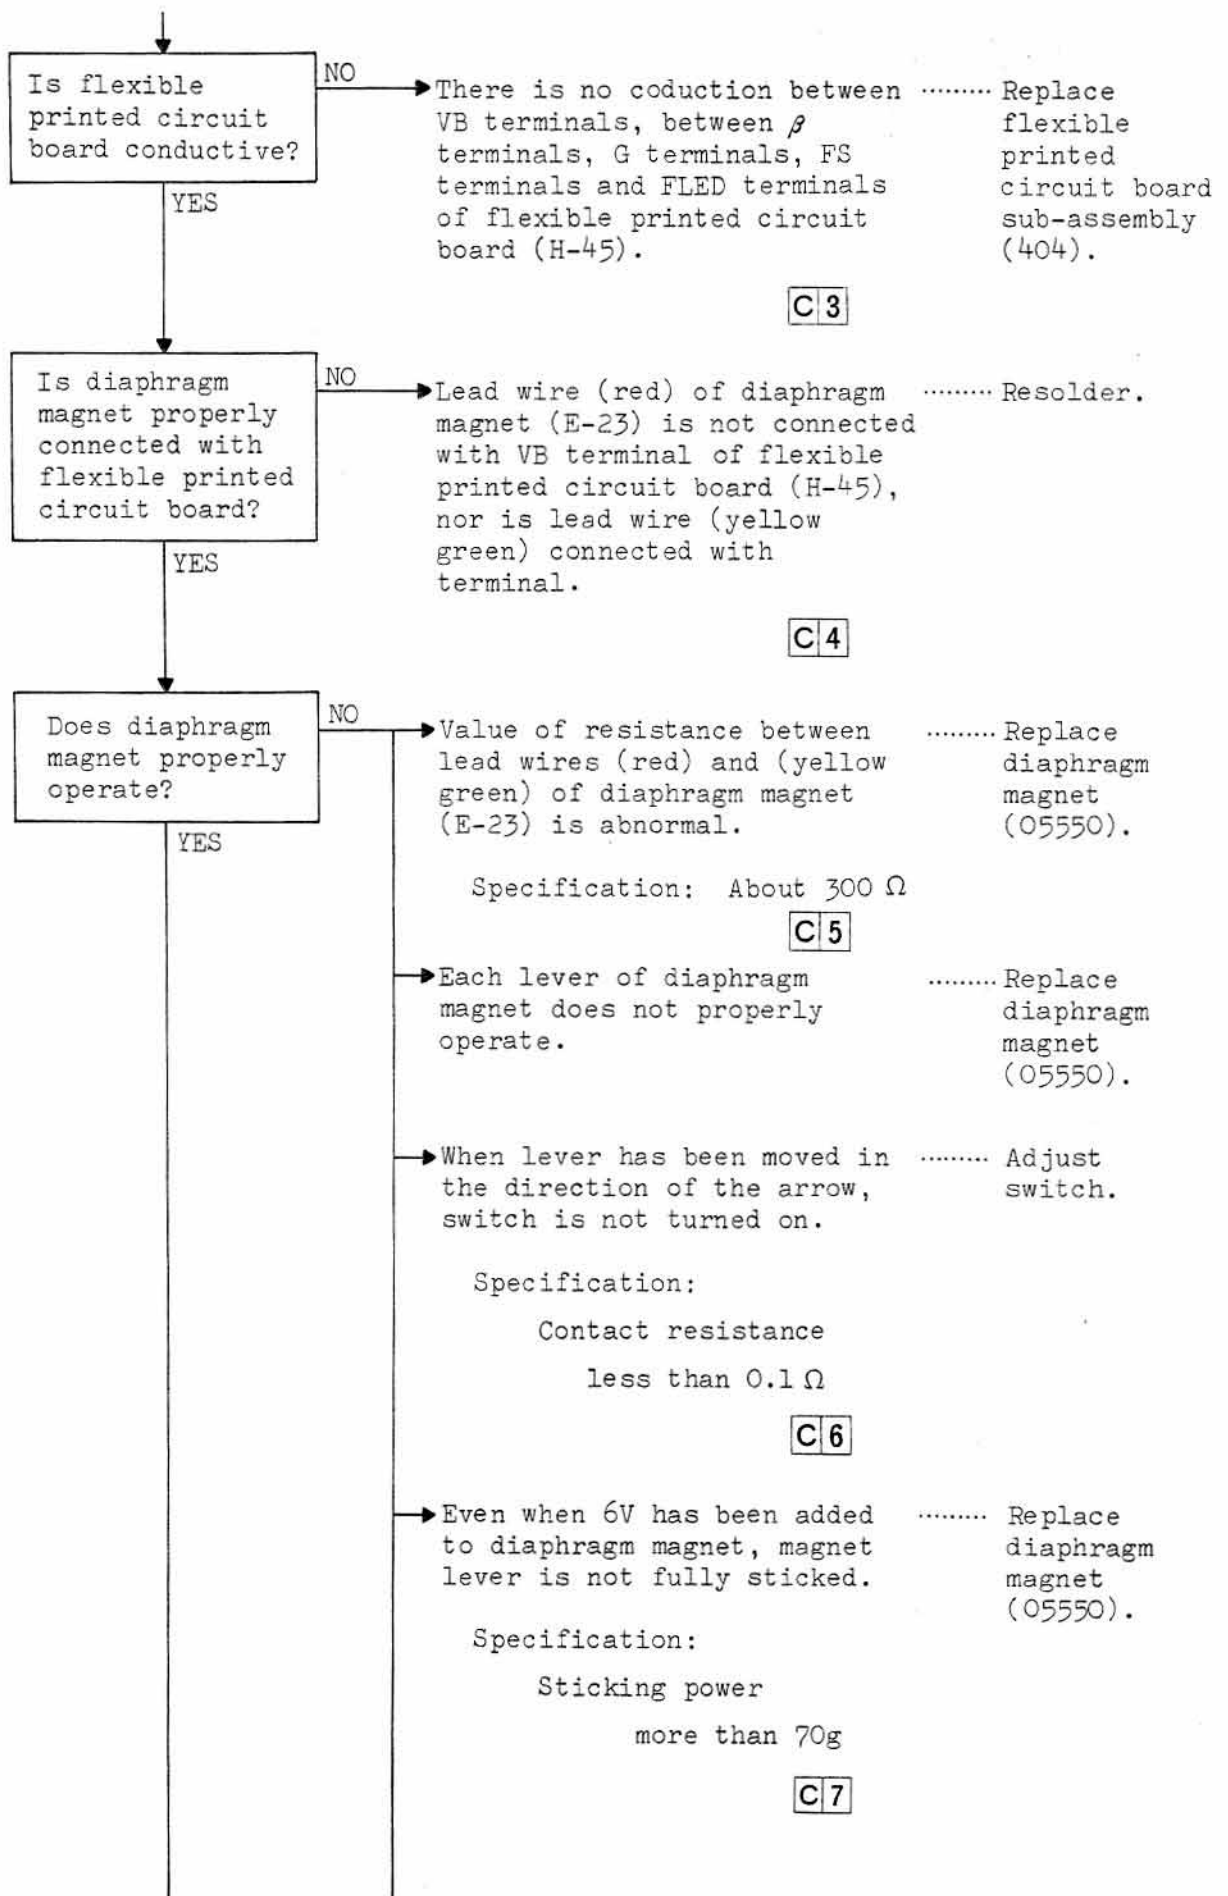 Is flexible
printed circuit
board conductive?
NO
There is no coduction between
VB terminals, between β
terminals, G terminals, FS
terminals and FLED terminals
of flexible printed circuit
board (H-45).
......... Replace
flexible
printed
circuit board
sub-assembly
(404).
C 3
YES
Is diaphragm
magnet properly
connected with
flexible printed
circuit board?
NO
Lead wire (red) of diaphragm
magnet (E-23) is not connected
with VB terminal of flexible
printed circuit board (H-45),
nor is lead wire (yellow
green) connected with
terminal.
......... Resolder.
C 4
YES
Does diaphragm
magnet properly
operate?
NO
Value of resistance between
lead wires (red) and (yellow
green) of diaphragm magnet
(E-23) is abnormal.
......... Replace
diaphragm
magnet
(05550).
Specification: About 300 Ω
C 5
YES
Each lever of diaphragm
magnet does not properly
operate.
......... Replace
diaphragm
magnet
(05550).
When lever has been moved in
the direction of the arrow,
switch is not turned on.
......... Adjust
switch.
Specification:
Contact resistance
less than 0.1 Ω
C 6
Even when 6V has been added
to diaphragm magnet, magnet
lever is not fully sticked.
......... Replace
diaphragm
magnet
(05550).
Specification:
Sticking power
more than 70g
C 7